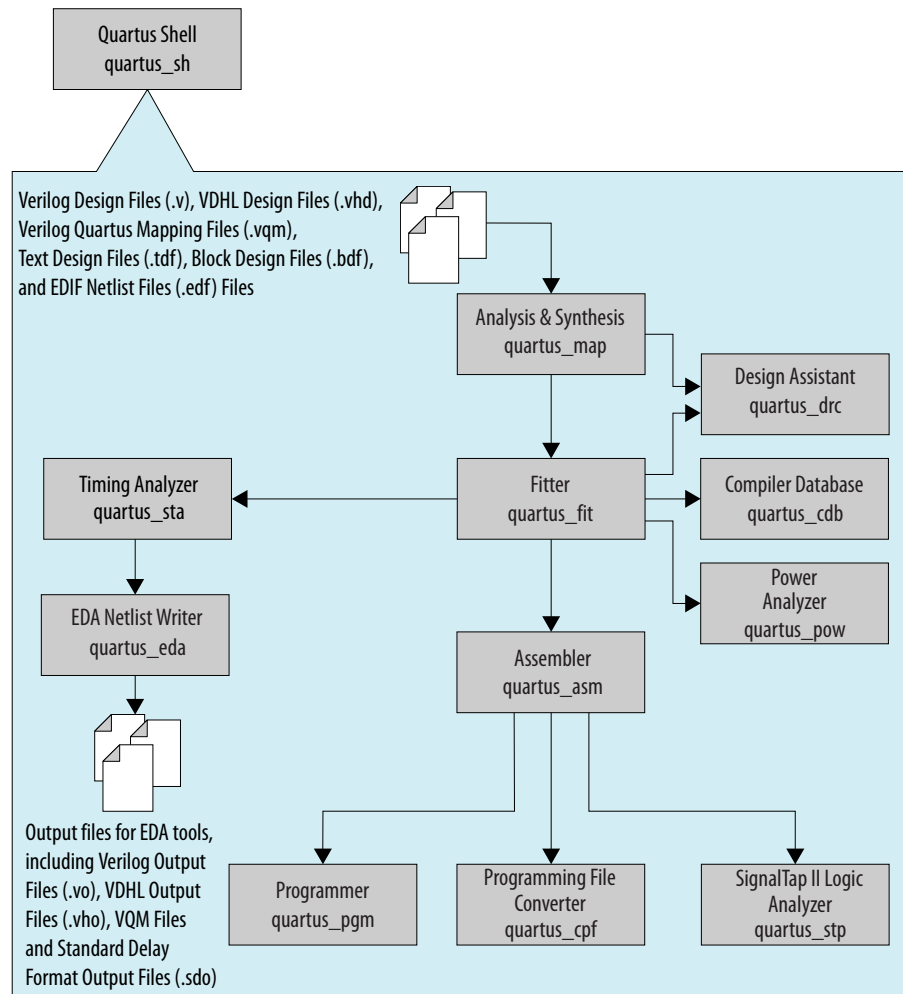 Quartus Shell
quartus_sh
Verilog Design Files (.v), VDHL Design Files (.vhd),
Verilog Quartus Mapping Files (.vqm),
Text Design Files (.tdf), Block Design Files (.bdf),
and EDIF Netlist Files (.edf) Files
Analysis & Synthesis
quartus_map
Design Assistant
quartus_drc
Timing Analyzer
quartus_sta
Fitter
quartus_fit
Compiler Database
quartus_cdb
Power
Analyzer
quartus_pow
EDA Netlist Writer
quartus_eda
Assembler
quartus_asm
Output files for EDA tools,
including Verilog Output
Files (.vo), VDHL Output
Files (.vho), VQM Files
and Standard Delay
Format Output Files (.sdo)
Programmer
quartus_pgm
Programming File
Converter
quartus_cpf
SignalTap II Logic
Analyzer
quartus_stp